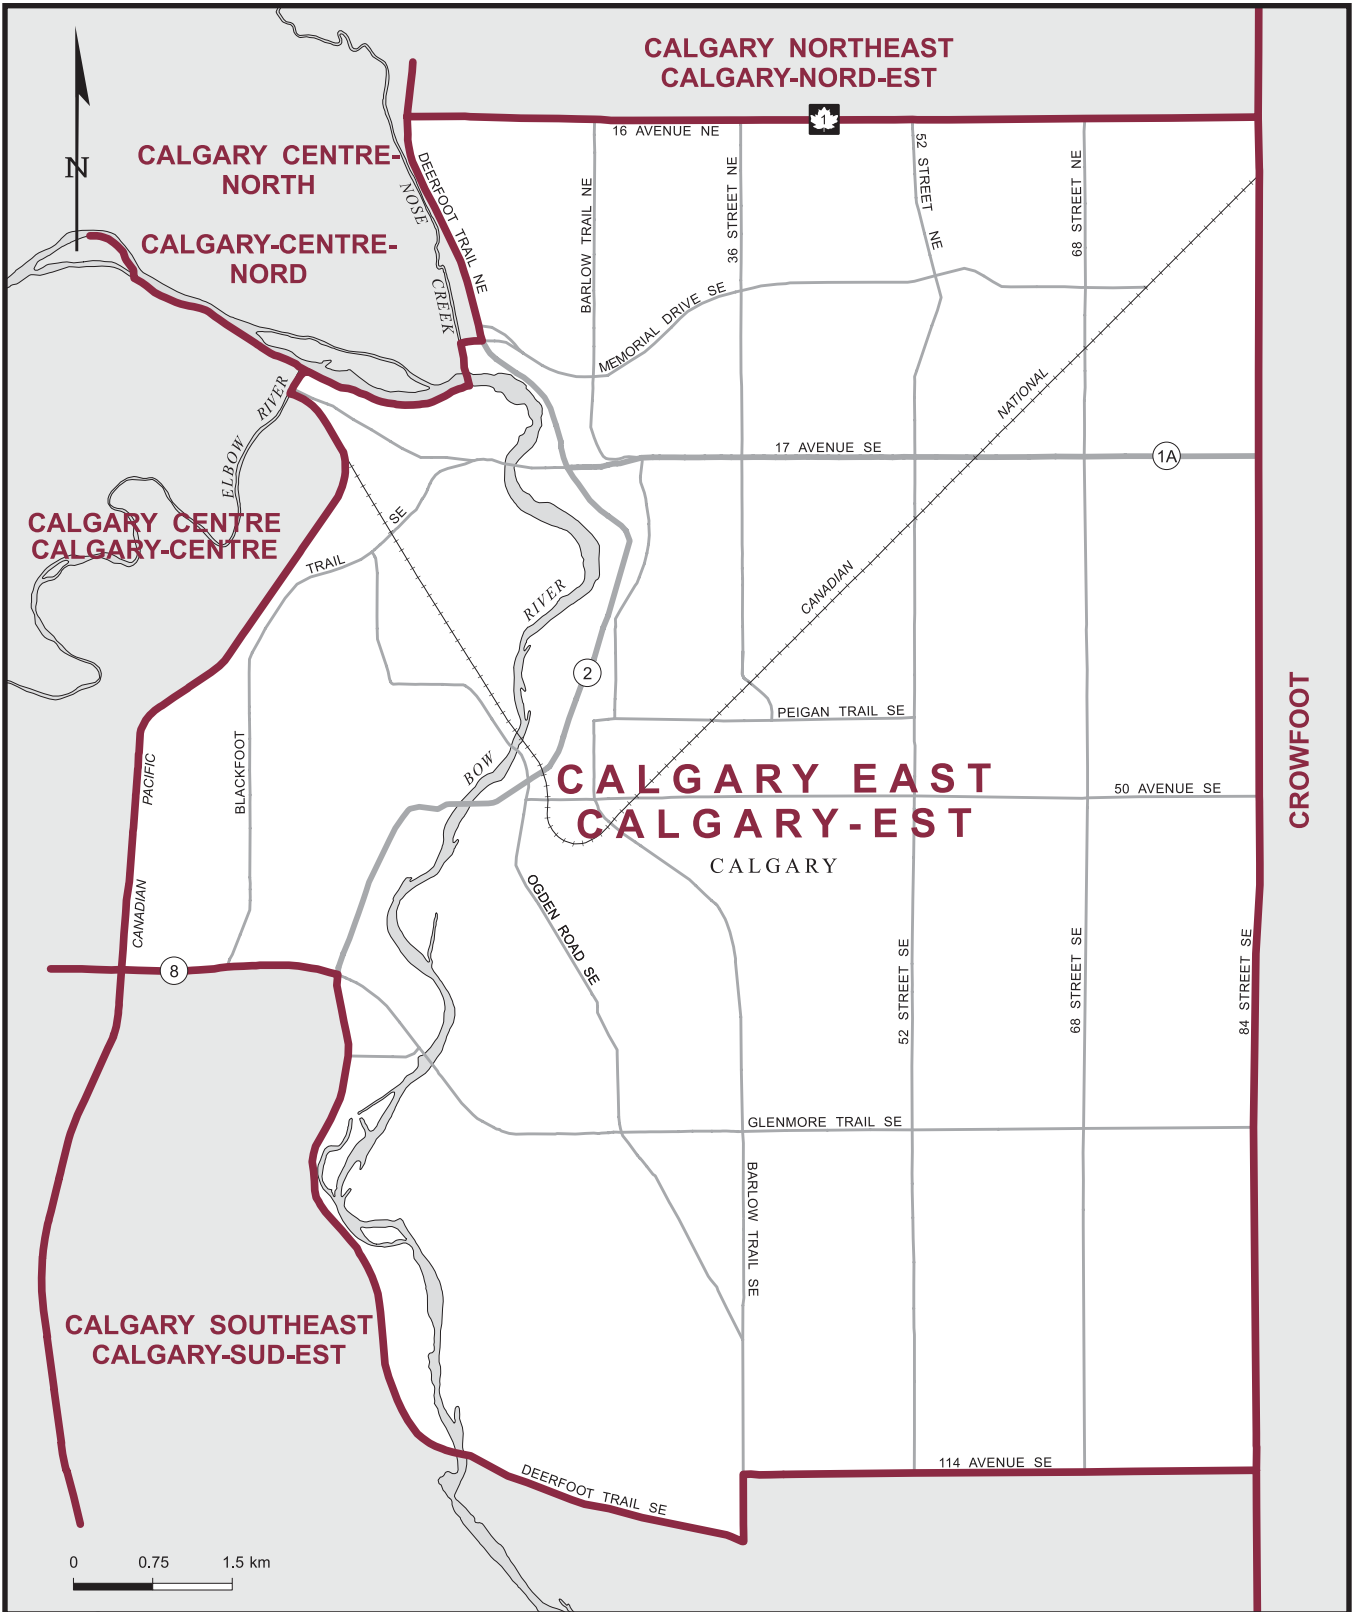 CALGARY NORTHEAST
CALGARY-NORD-EST
1
16 AVENUE NE
N
CALGARY CENTRE-
NORTH
CALGARY-CENTRE-
NORD
NOSE
CREEK
DEERFOOT TRAIL NE
BARLOW TRAIL NE
36 STREET NE
52 STREET NE
68 STREET NE
MEMORIAL DRIVE SE
ELBOW RIVER
NATIONAL
17 AVENUE SE
1A
CALGARY CENTRE
CALGARY-CENTRE
TRAIL SE
CANADIAN
RIVER
2
PEIGAN TRAIL SE
CROWFOOT
PACIFIC
BLACKFOOT
BOW
CALGARY EAST
CALGARY-EST
CALGARY
50 AVENUE SE
CANADIAN
OGDEN ROAD SE
8
52 STREET SE
68 STREET SE
84 STREET SE
GLENMORE TRAIL SE
BARLOW TRAIL SE
CALGARY SOUTHEAST
CALGARY-SUD-EST
114 AVENUE SE
DEERFOOT TRAIL SE
0 0.75 1.5 km